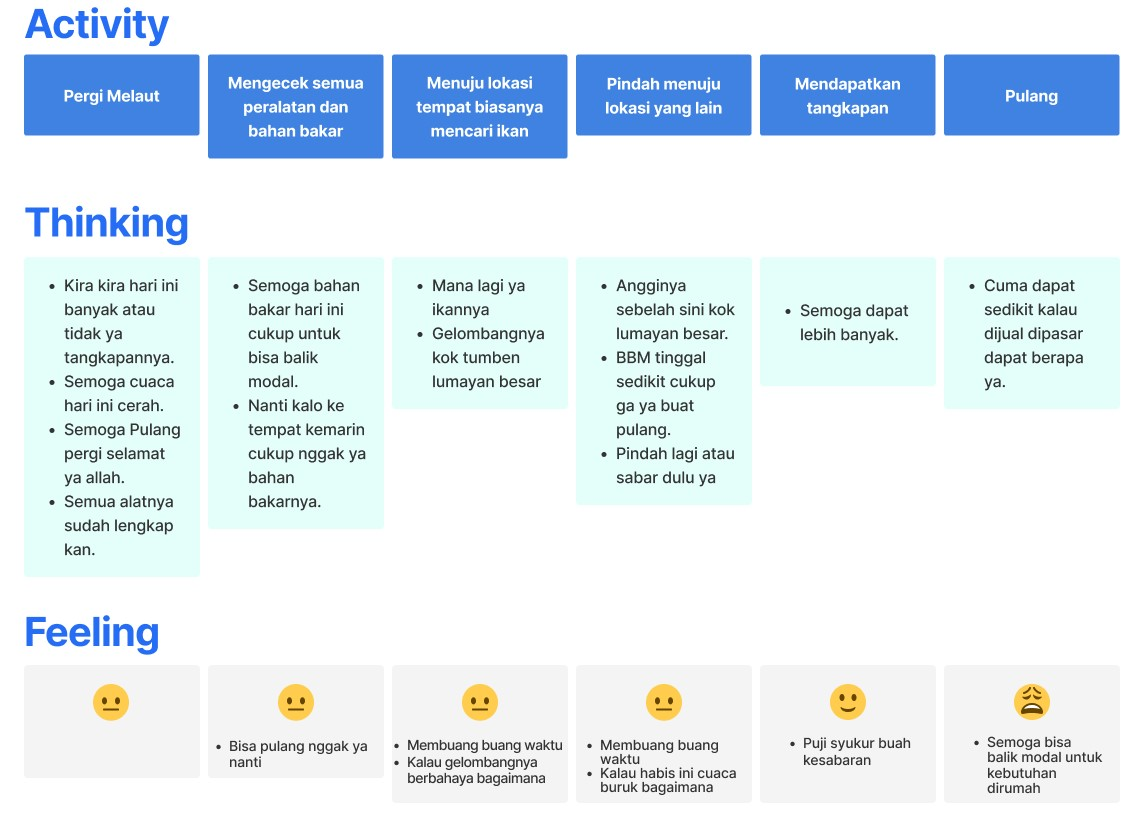 Activity
Pergi Melaut
Mengecek semua
peralatan dan
bahan bakar
Menuju lokasi
tempat biasanya
mencari ikan
Pindah menuju
lokasi yang lain
Mendapatkan
tangkapan
Pulang
Thinking
• Kira kira hari ini
banyak atau
tidak ya
tangkapannya.
• Semoga cuaca
hari ini cerah.
• Semoga Pulang
pergi selamat
ya allah.
• Semua alatnya
sudah lengkap
kan.
• Semoga bahan
bakar hari ini
cukup untuk
bisa balik
modal.
• Nanti kalo ke
tempat kemarin
cukup nggak ya
bahan
bakarnya.
• Mana lagi ya
ikannya
• Gelombangnya
kok tumben
lumayan besar
• Angginya
sebelah sini kok
lumayan besar.
• BBM tinggal
sedikit cukup
ga ya buat
pulang.
• Pindah lagi atau
sabar dulu ya
• Semoga dapat
lebih banyak.
• Cuma dapat
sedikit kalau
dijual dipasar
dapat berapa
ya.
Feeling
• Bisa pulang nggak ya
nanti
• Membuang buang waktu
• Kalau gelombangnya
berbahaya bagaimana
• Membuang buang
waktu
• Kalau habis ini cuaca
buruk bagaimana
• Puji syukur buah
kesabaran
• Semoga bisa
balik modal untuk
kebutuhan
dirumah